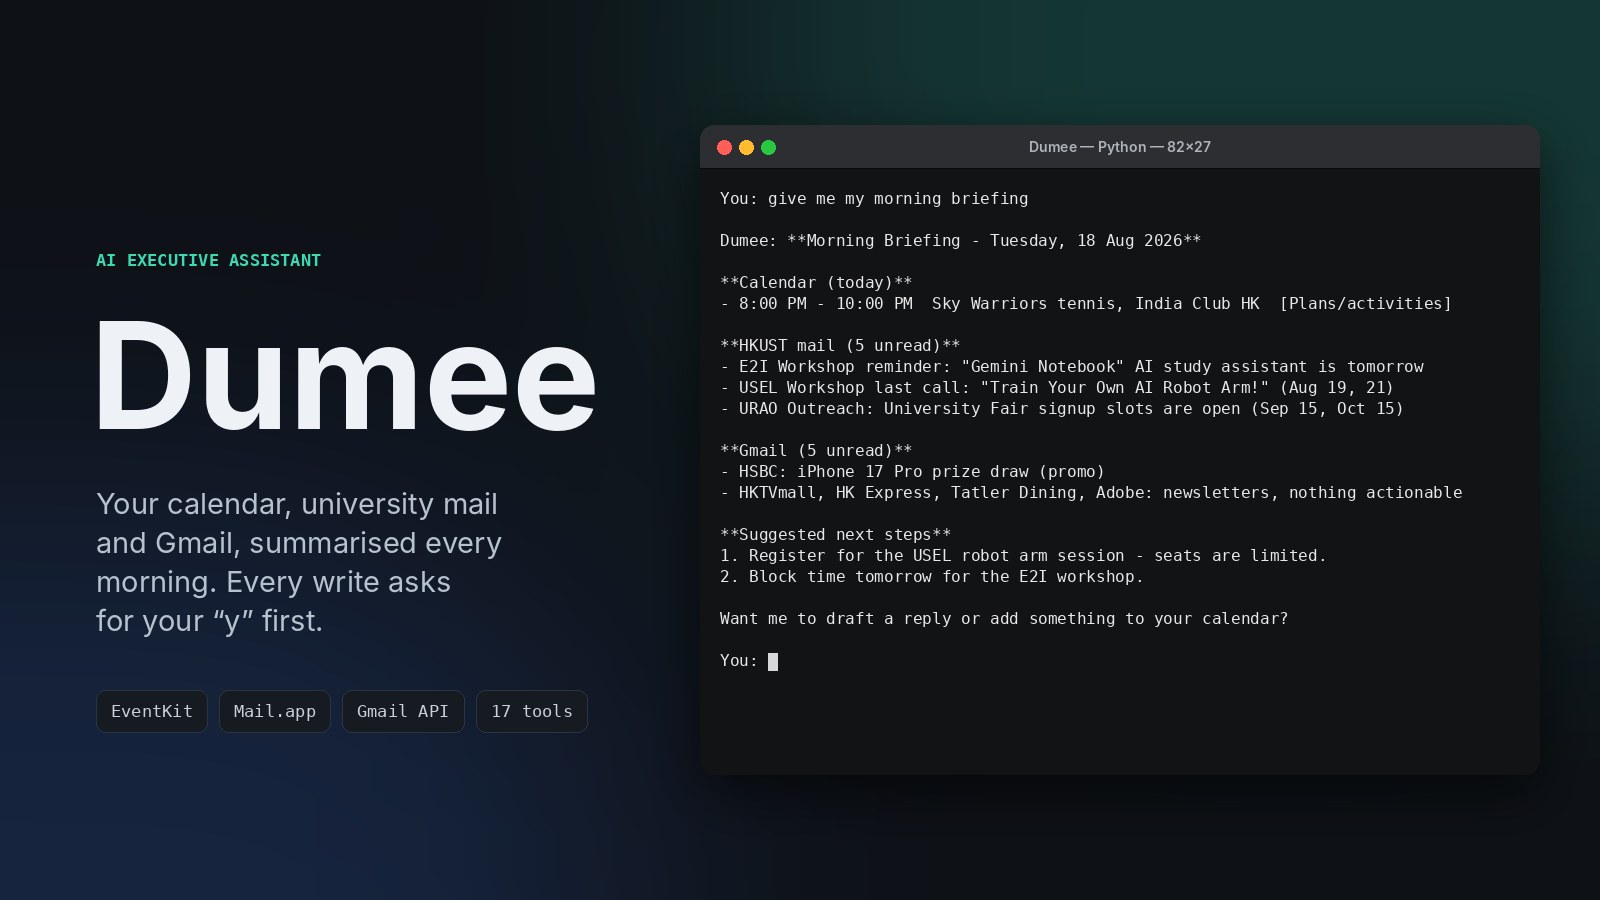 AI EXECUTIVE ASSISTANT
Dumee
Your calendar, university mail
and Gmail, summarised every
morning. Every write asks
for your “y” first.
EventKit
Mail.app
Gmail API
17 tools
Dumee — Python — 82×27
You: give me my morning briefing
Dumee: **Morning Briefing - Tuesday, 18 Aug 2026**
**Calendar (today)**
- 8:00 PM - 10:00 PM  Sky Warriors tennis, India Club HK  [Plans/activities]
**HKUST mail (5 unread)**
- E2I Workshop reminder: "Gemini Notebook" AI study assistant is tomorrow
- USEL Workshop last call: "Train Your Own AI Robot Arm!" (Aug 19, 21)
- URAO Outreach: University Fair signup slots are open (Sep 15, Oct 15)
**Gmail (5 unread)**
- HSBC: iPhone 17 Pro prize draw (promo)
- HKTVmall, HK Express, Tatler Dining, Adobe: newsletters, nothing actionable
**Suggested next steps**
1. Register for the USEL robot arm session - seats are limited.
2. Block time tomorrow for the E2I workshop.
Want me to draft a reply or add something to your calendar?
You: